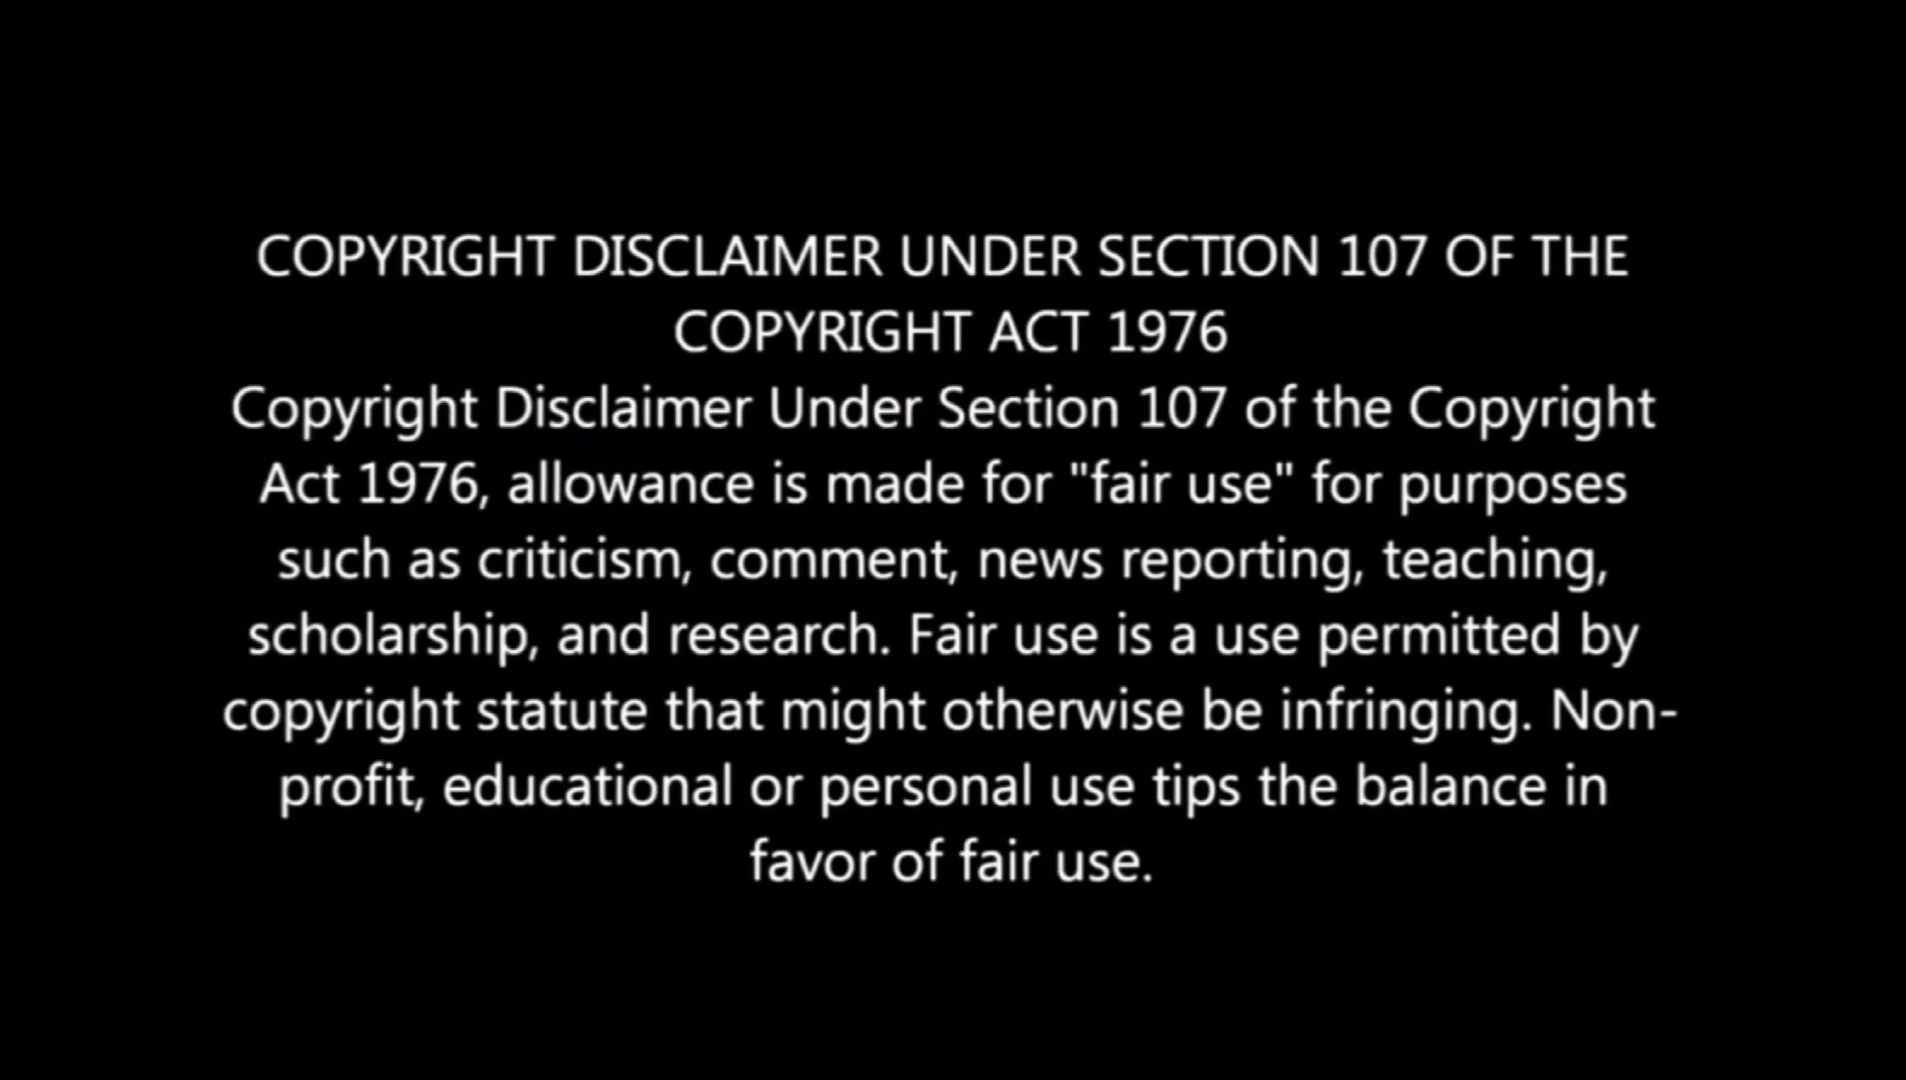 COPYRIGHT DISCLAIMER UNDER SECTION 107 OF THE
COPYRIGHT ACT 1976
Copyright Disclaimer Under Section 107 of the Copyright
Act 1976, allowance is made for "fair use" for purposes
such as criticism, comment, news reporting, teaching,
scholarship, and research. Fair use is a use permitted by
copyright statute that might otherwise be infringing. Non-
profit, educational or personal use tips the balance in
favor of fair use.